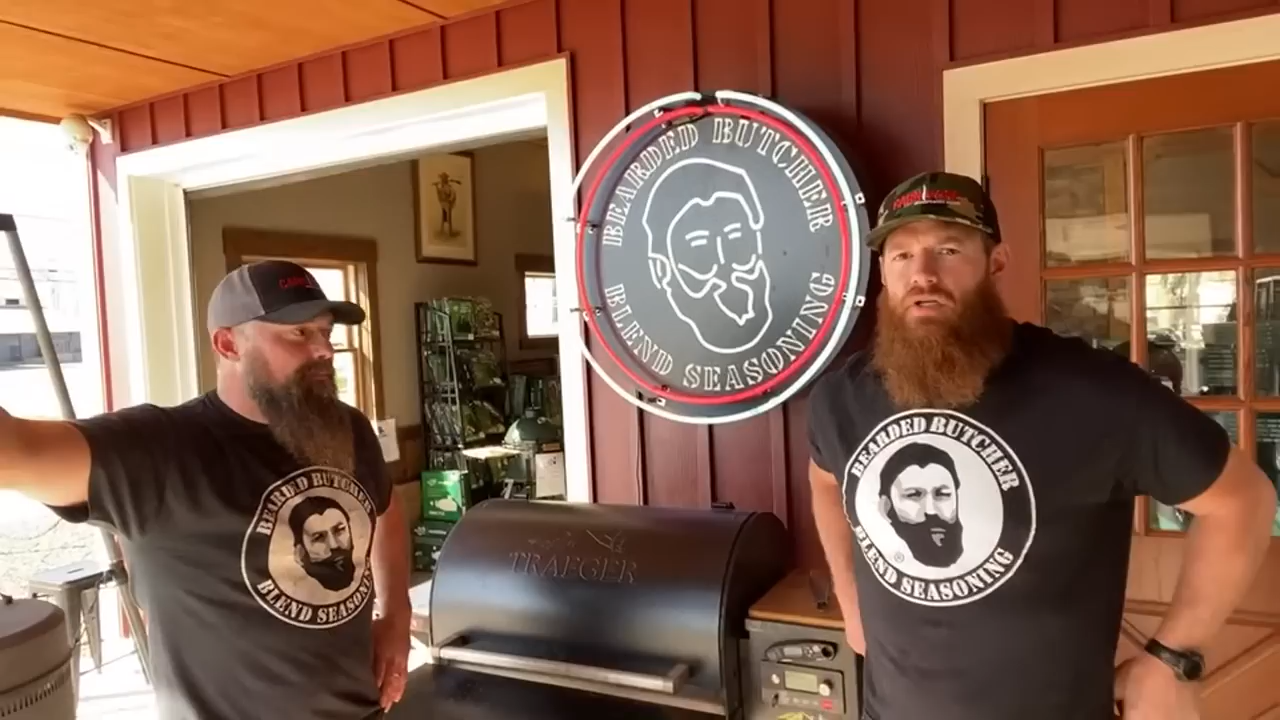 BEARDED BUTCHER
BLEND SEASONING
BEARDED BUTCHER
BLEND SEASONING
BEARDED BUTCHER
BLEND SEASONING
®
TRAEGER